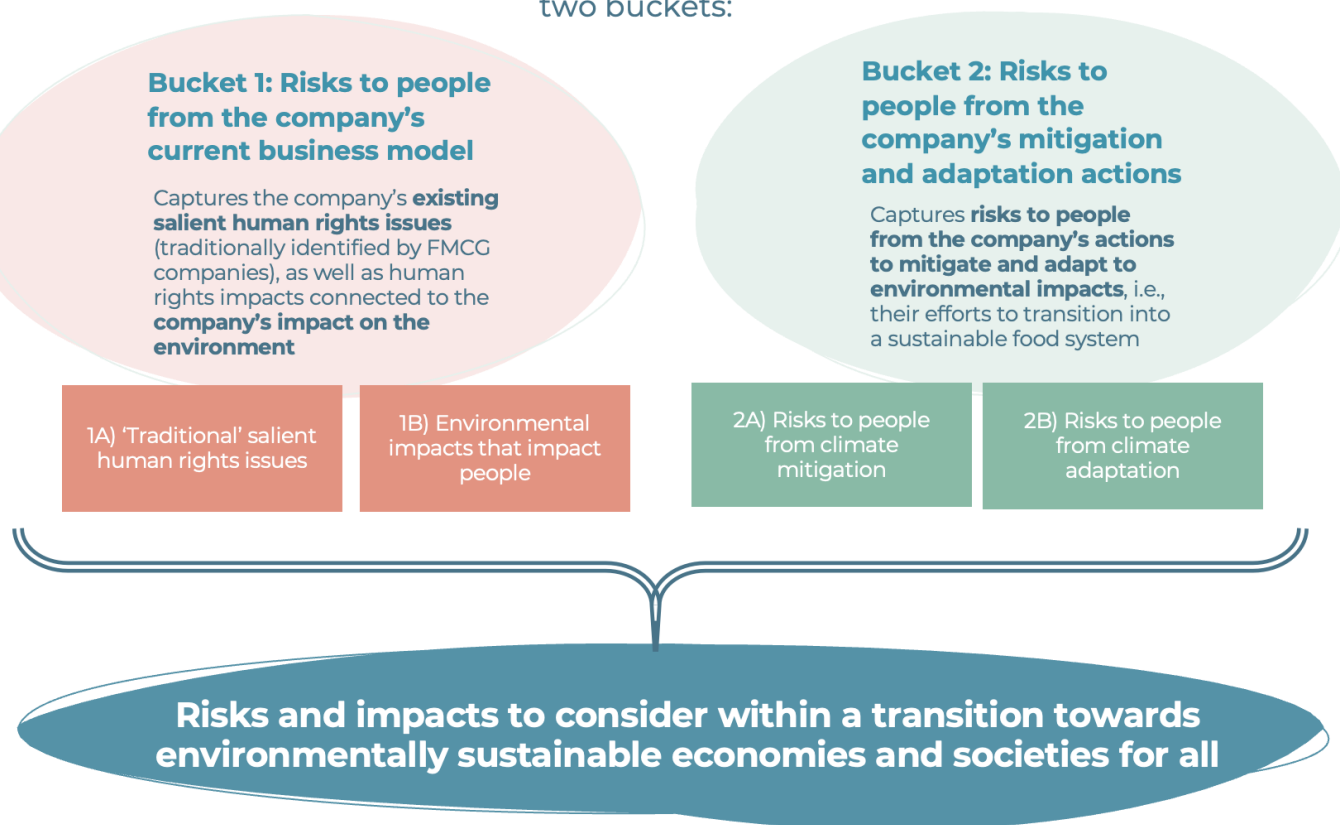 two buckets:
Bucket 1: Risks to people
from the company’s
current business model
Captures the company’s existing
salient human rights issues
(traditionally identified by FMCG
companies), as well as human
rights impacts connected to the
company’s impact on the
environment
1A) ‘Traditional’ salient
human rights issues
1B) Environmental
impacts that impact
people
Bucket 2: Risks to
people from the
company’s mitigation
and adaptation actions
Captures risks to people
from the company’s actions
to mitigate and adapt to
environmental impacts, i.e.,
their efforts to transition into
a sustainable food system
2A) Risks to people
from climate
mitigation
2B) Risks to people
from climate
adaptation
Risks and impacts to consider within a transition towards
environmentally sustainable economies and societies for all